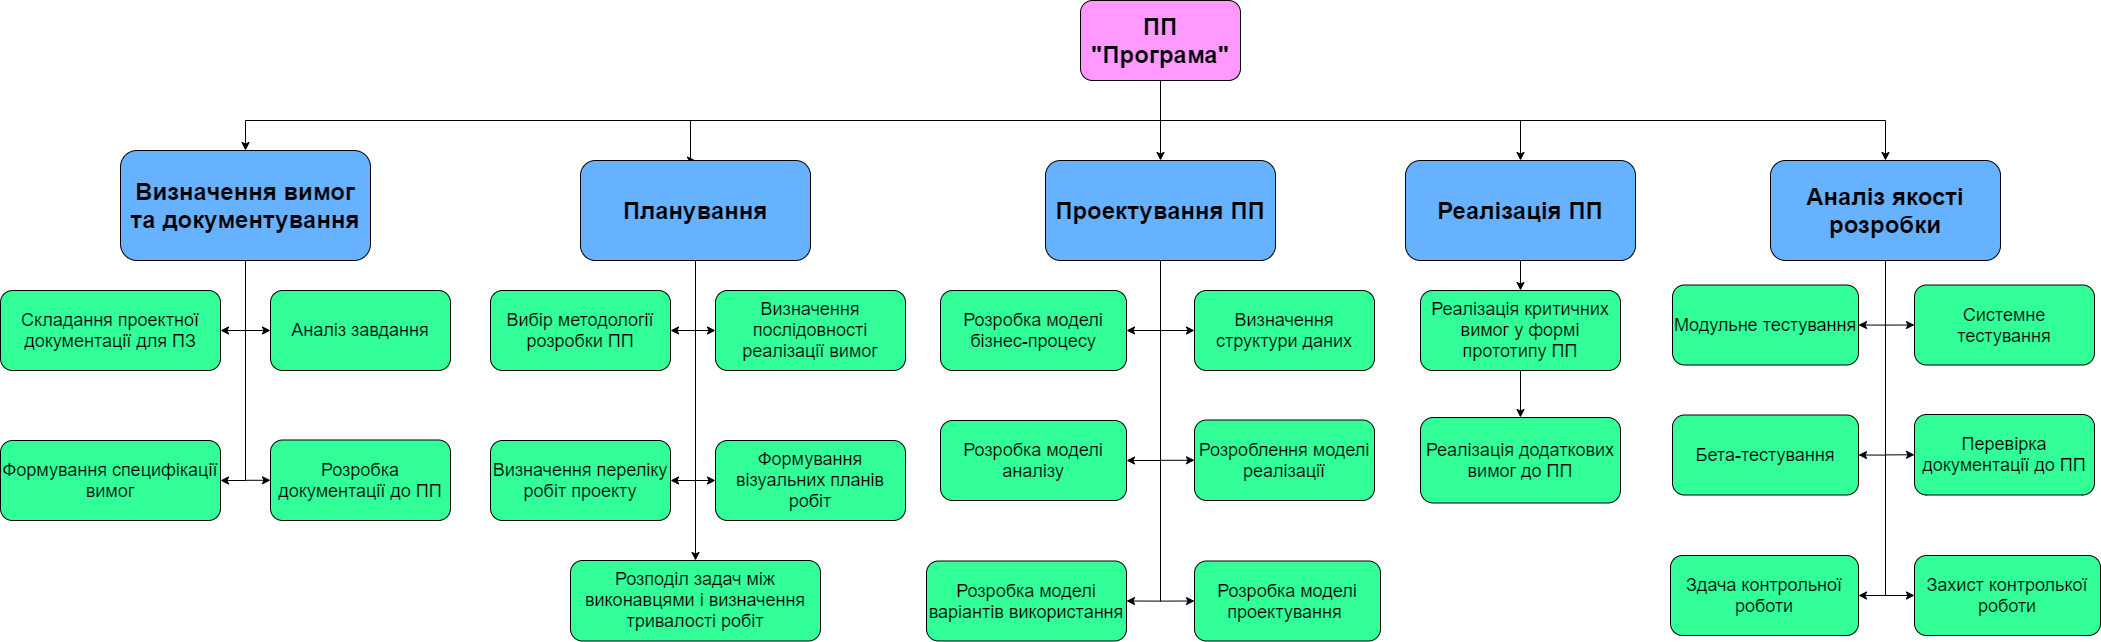 ПП
"Програма"
Визначення вимог
та документування
Планування
Проектування ПП
Реалізація ПП
Аналіз якості
розробки
Складання проектної
документації для ПЗ
Аналіз завдання
Формування специфікації
вимог
Розробка
документації до ПП
Вибір методології
розробки ПП
Визначення
послідовності
реалізації вимог
Визначення переліку
робіт проекту
Формування
візуальних планів
робіт
Розподіл задач між
виконавцями і визначення
тривалості робіт
Розробка моделі
бізнес-процесу
Визначення
структури даних
Розробка моделі
аналізу
Розроблення моделі
реалізації
Розробка моделі
варіантів використання
Розробка моделі
проектування
Реалізація критичних
вимог у формі
прототипу ПП
Реалізація додаткових
вимог до ПП
Модульне тестування
Системне
тестування
Бета-тестування
Перевірка
документації до ПП
Здача контрольної
роботи
Захист контролької
роботи